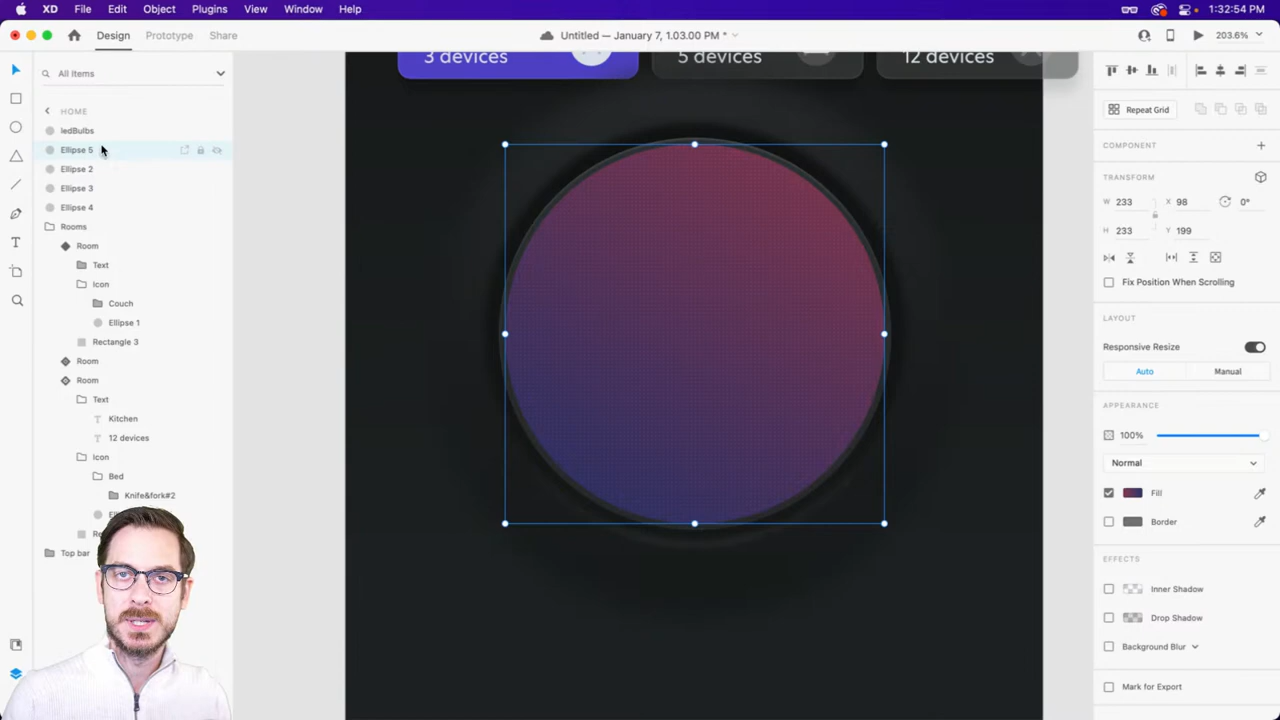 XD File Edit Object Plugins View Window Help 1:32:54 PM
Design Prototype Share Untitled — January 7, 1.03.00 PM * 203.6%
All Items
HOME
ledBulbs
Ellipse 5
Ellipse 2
Ellipse 3
Ellipse 4
Rooms
Room
Text
Icon
Couch
Ellipse 1
Rectangle 3
Room
Room
Text
Kitchen
12 devices
Icon
Bed
Knife&fork#2
Top bar
3 devices 5 devices 12 devices
Repeat Grid
COMPONENT
TRANSFORM
W 233 X 98 0°
H 233 Y 199
Fix Position When Scrolling
LAYOUT
Responsive Resize
Auto Manual
APPEARANCE
100%
Normal
Fill
Border
EFFECTS
Inner Shadow
Drop Shadow
Background Blur
Mark for Export